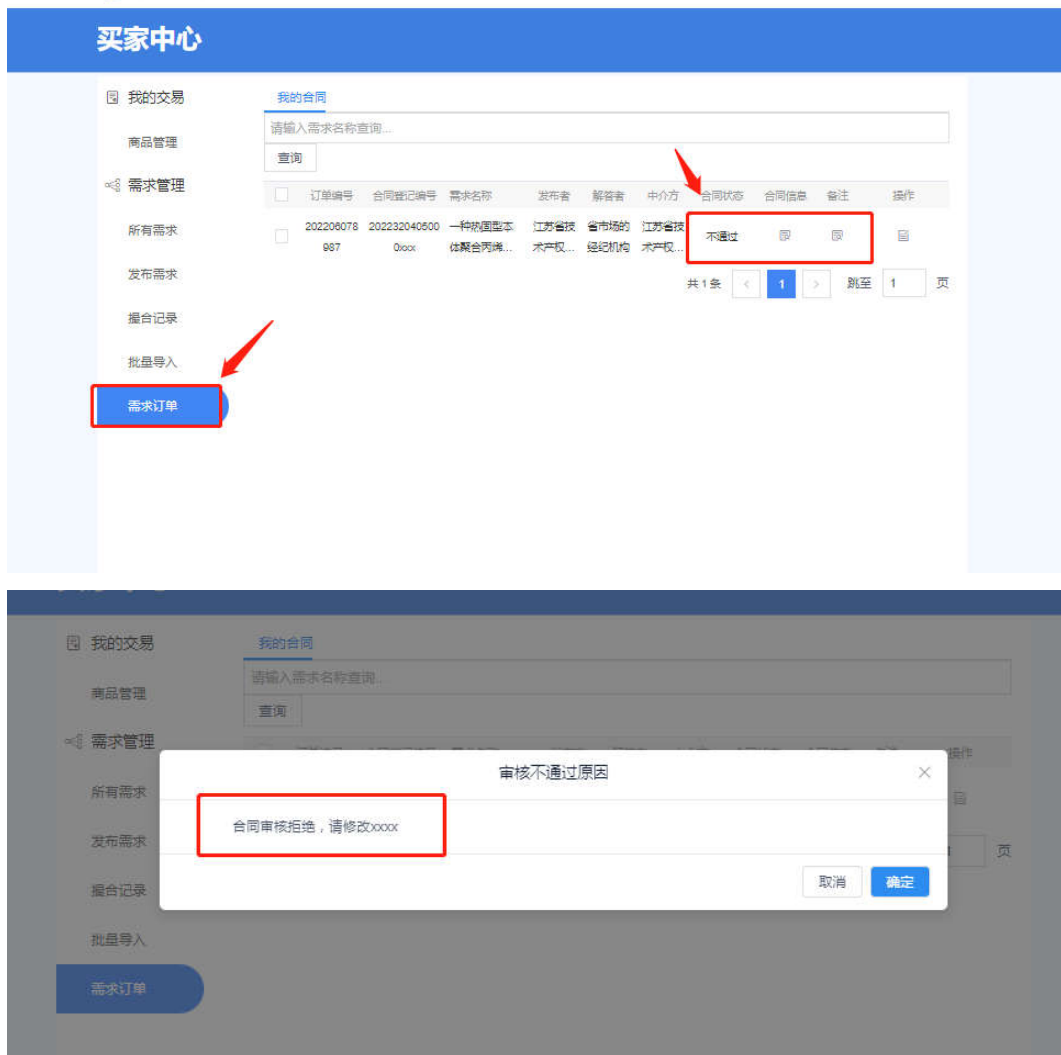 买家中心
我的交易
商品管理
需求管理
所有需求
发布需求
撮合记录
批量导入
需求订单
我的合同
请输入需求名称查询...
查询
订单编号 合同登记编号 需求名称 发布者 解答者 中介方 合同状态 合同信息 备注 操作
202206078 202232040500 一种热固型本 江苏省技 省市场的 江苏省技 不通过
987 0xxx 体聚合丙烯... 术产权... 经纪机构 术产权...
共1条 < 1 > 跳至 1 页
我的交易
商品管理
需求管理
所有需求
发布需求
撮合记录
批量导入
需求订单
我的合同
请输入需求名称查询..
查询
操作
审核不通过原因
合同审核拒绝，请修改xxxx
取消 确定
页